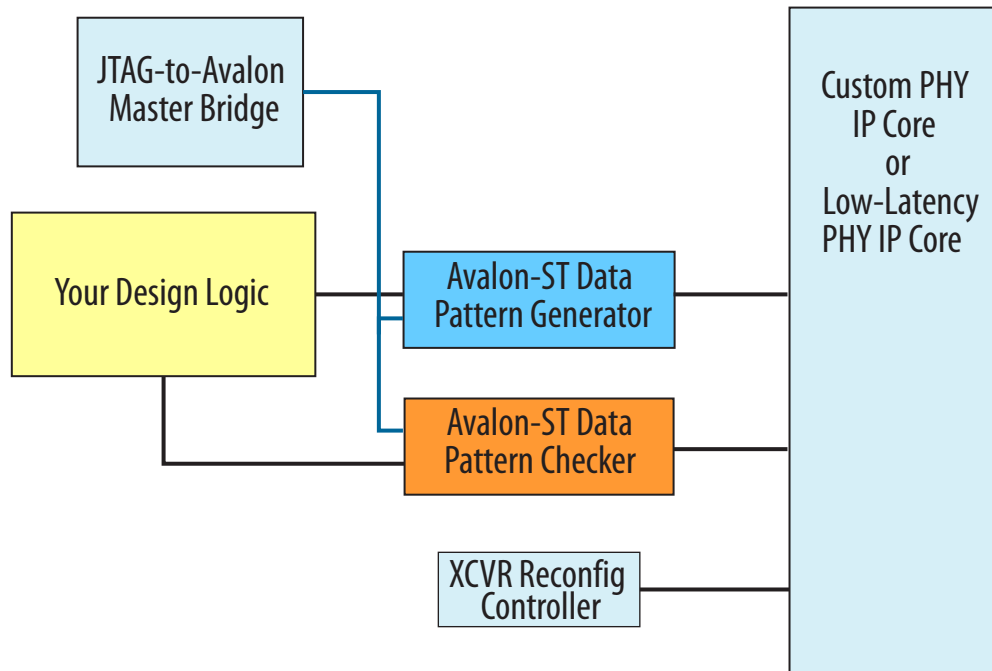 JTAG-to-Avalon
Master Bridge
Custom PHY
IP Core
or
Low-Latency
PHY IP Core
Your Design Logic
Avalon-ST Data
Pattern Generator
Avalon-ST Data
Pattern Checker
XCVR Reconfig
Controller